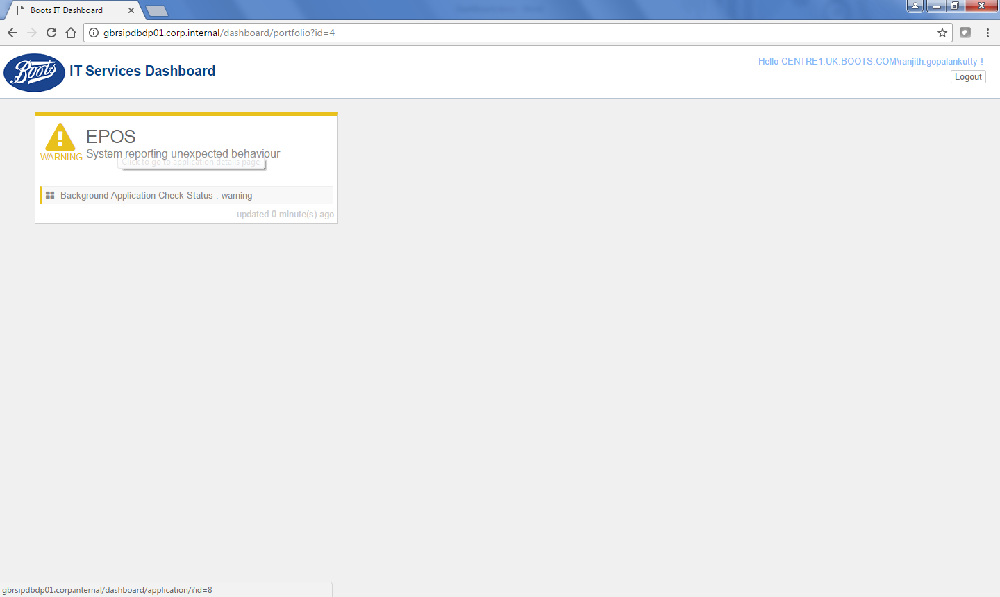 Boots IT Dashboard
gbrsipdbdp01.corp.internal/dashboard/portfolio?id=4
Boots
IT Services Dashboard
Hello CENTRE1.UK.BOOTS.COM\ranjith.gopalankutty !
Logout
WARNING
EPOS
System reporting unexpected behaviour
Click to go to application details page
Background Application Check Status : warning
updated 0 minute(s) ago
gbrsipdbdp01.corp.internal/dashboard/application/?id=8